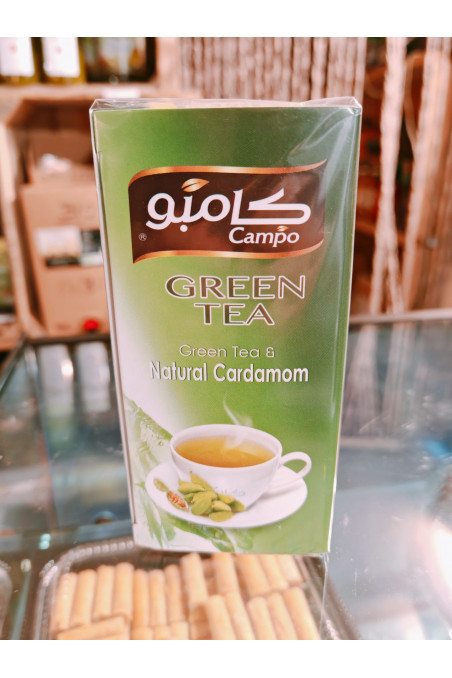 كامبو
®
Campo
GREEN
TEA
Green Tea &
Natural Cardamom